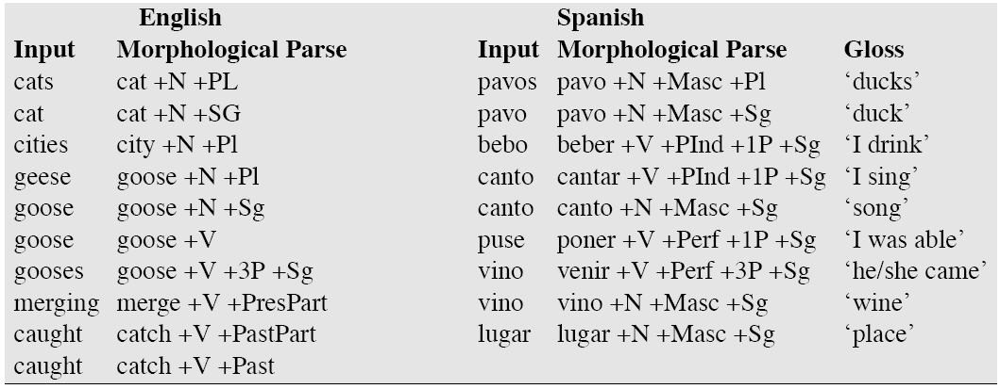 English Spanish
Input Morphological Parse Input Morphological Parse Gloss
cats cat +N +PL pavos pavo +N +Masc +Pl ‘ducks’
cat cat +N +SG pavo pavo +N +Masc +Sg ‘duck’
cities city +N +Pl bebo beber +V +PInd +1P +Sg ‘I drink’
geese goose +N +Pl canto cantar +V +PInd +1P +Sg ‘I sing’
goose goose +N +Sg canto canto +N +Masc +Sg ‘song’
goose goose +V puse poner +V +Perf +1P +Sg ‘I was able’
gooses goose +V +3P +Sg vino venir +V +Perf +3P +Sg ‘he/she came’
merging merge +V +PresPart vino vino +N +Masc +Sg ‘wine’
caught catch +V +PastPart lugar lugar +N +Masc +Sg ‘place’
caught catch +V +Past